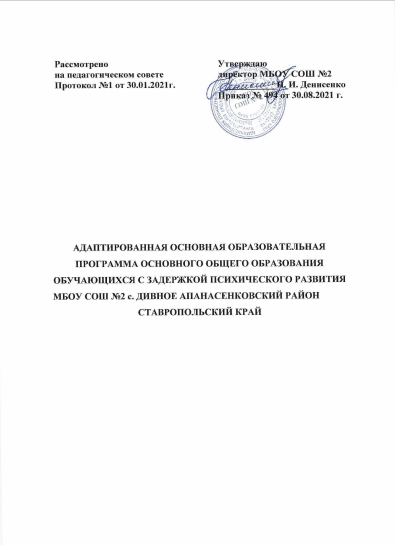 Рассмотрено
на педагогическом совете
Протокол №1 от 30.01.2021г.
Утверждаю
директор МБОУ СОШ №2
И. Денисенко
Приказ № 494 от 30.08.2021 г.
АДАПТИРОВАННАЯ ОСНОВНАЯ ОБРАЗОВАТЕЛЬНАЯ
ПРОГРАММА ОСНОВНОГО ОБЩЕГО ОБРАЗОВАНИЯ
ОБУЧАЮЩИХСЯ С ЗАДЕРЖКОЙ ПСИХИЧЕСКОГО РАЗВИТИЯ
МБОУ СОШ №2 с. ДИВНОЕ АПАНАСЕНКОВСКИЙ РАЙОН
СТАВРОПОЛЬСКИЙ КРАЙ